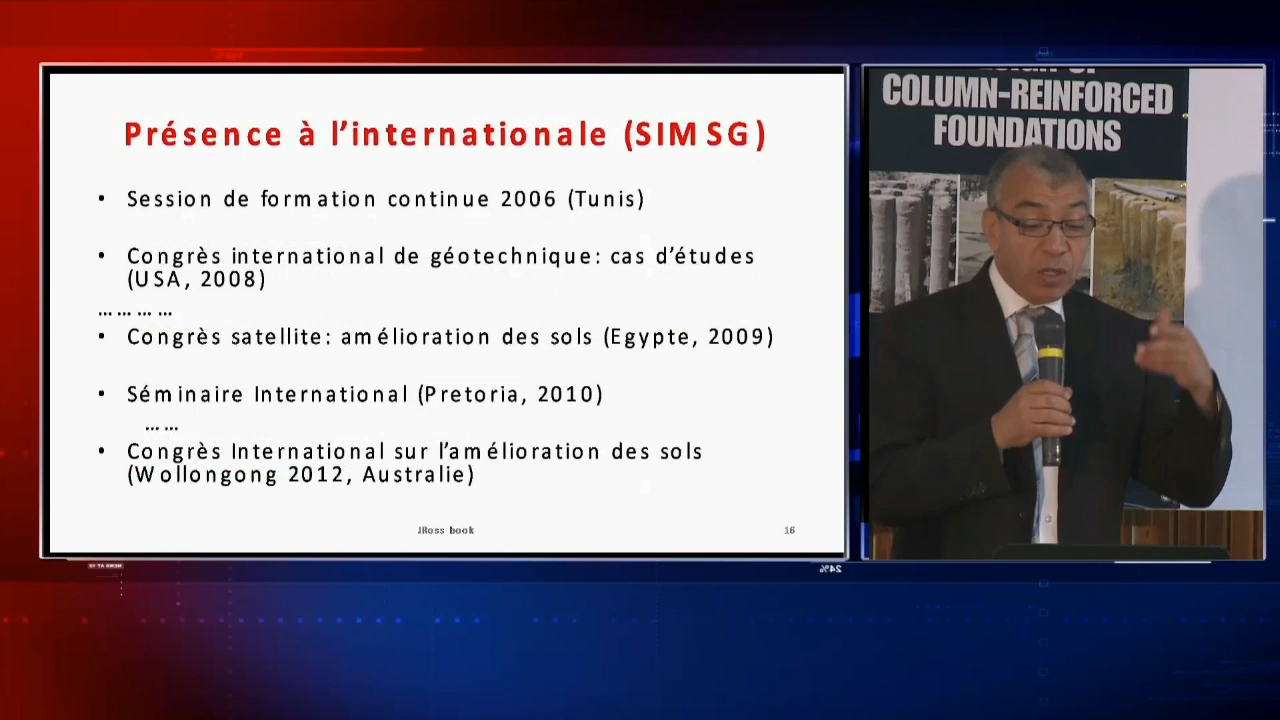 Présence à l'internationale (SIMSG)
• Session de formation continue 2006 (Tunis)
• Congrès international de géotechnique: cas d'études
(USA, 2008)
…………
• Congrès satellite: amélioration des sols (Egypte, 2009)
• Séminaire International (Pretoria, 2010)
……
• Congrès International sur l'amélioration des sols
(Wollongong 2012, Australie)
JRoss book
16
COLUMN-REINFORCED
FOUNDATIONS
24%